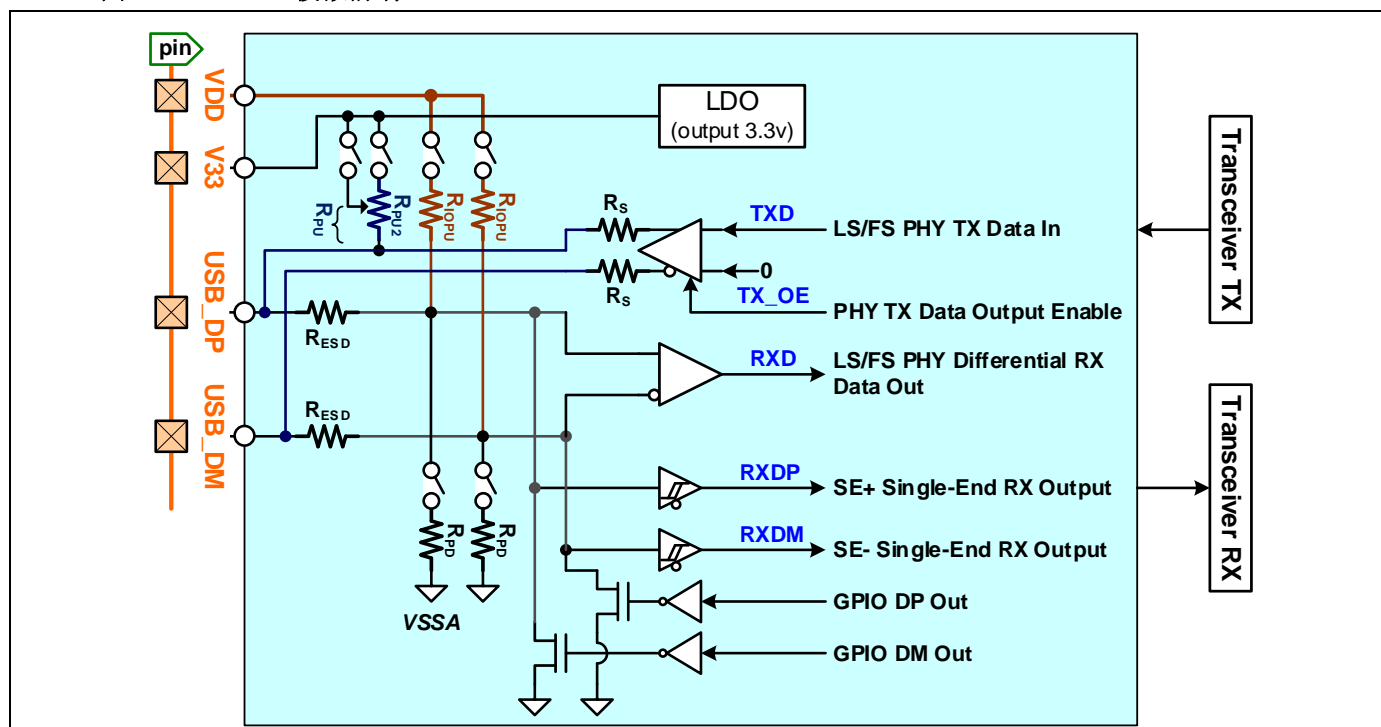 pin
VDD
V33
USB_DP
USB_DM
LDO
(output 3.3v)
RPU
RPU2
RIOPU
RIOPU
RS
RS
TXD
LS/FS PHY TX Data In
0
TX_OE
PHY TX Data Output Enable
RESD
RXD
LS/FS PHY Differential RX
Data Out
RESD
RPD
RPD
VSSA
RXDP
SE+ Single-End RX Output
RXDM
SE- Single-End RX Output
GPIO DP Out
GPIO DM Out
Transceiver TX
Transceiver RX